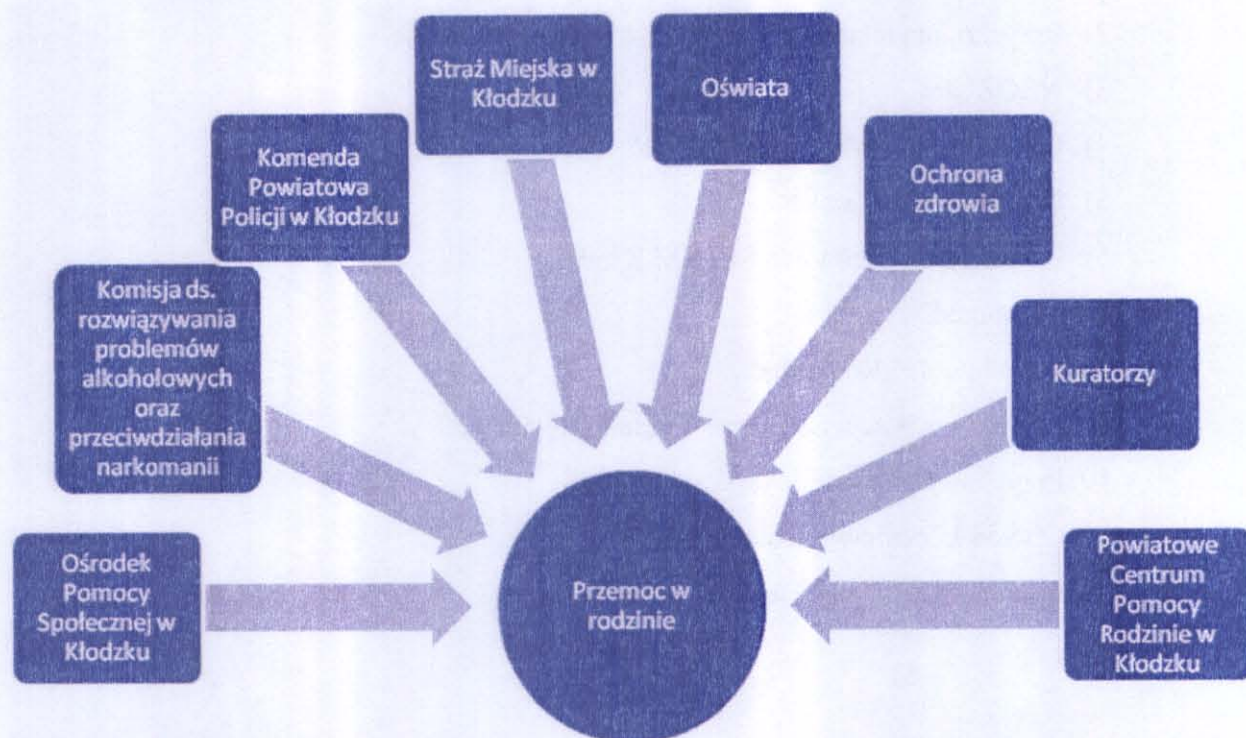 Straż Miejska w
Kłodzku
Oświata
Komenda
Powiatowa
Policji w Kłodzku
Ochrona
zdrowia
Komisja ds.
rozwiązywania
problemów
alkoholowych
oraz
przeciwdziałania
narkomanii
Kuratorzy
Ośrodek
Pomocy
Społecznej w
Kłodzku
Przemoc w
rodzinie
Powiatowe
Centrum
Pomocy
Rodzinie w
Kłodzku